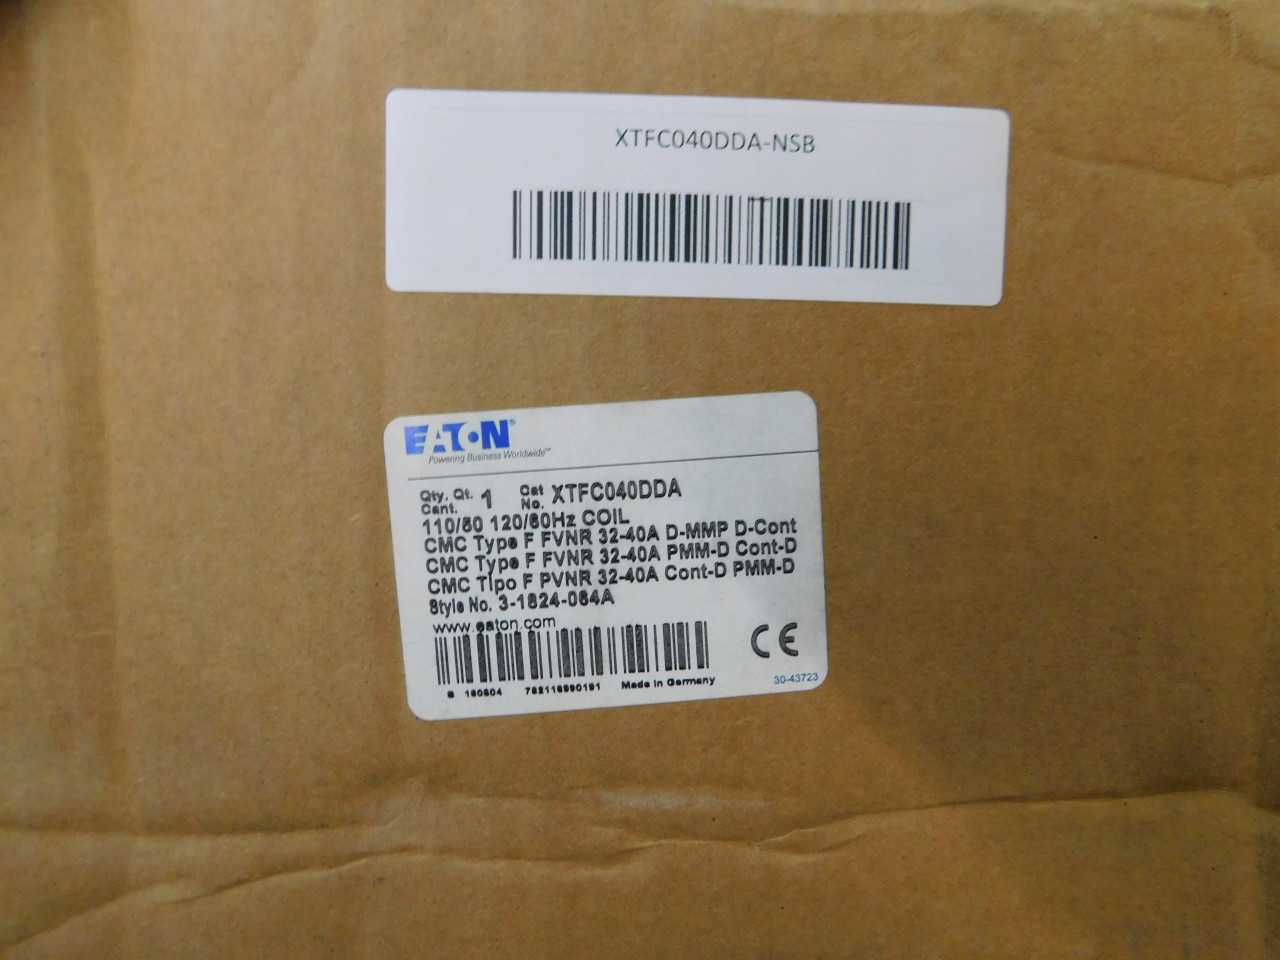 XTFC040DDA-NSB
EATON®
Powering Business Worldwide™
Qty. Qt. Cant. 1 Cat No. XTFC040DDA
110/50 120/60Hz COIL
CMC Type F FVNR 32-40A D-MMP D-Cont
CMC Type F FVNR 32-40A PMM-D Cont-D
CMC Tipo F PVNR 32-40A Cont-D PMM-D
Style No. 3-1824-064A
www.eaton.com
CE
Made in Germany
30-43723